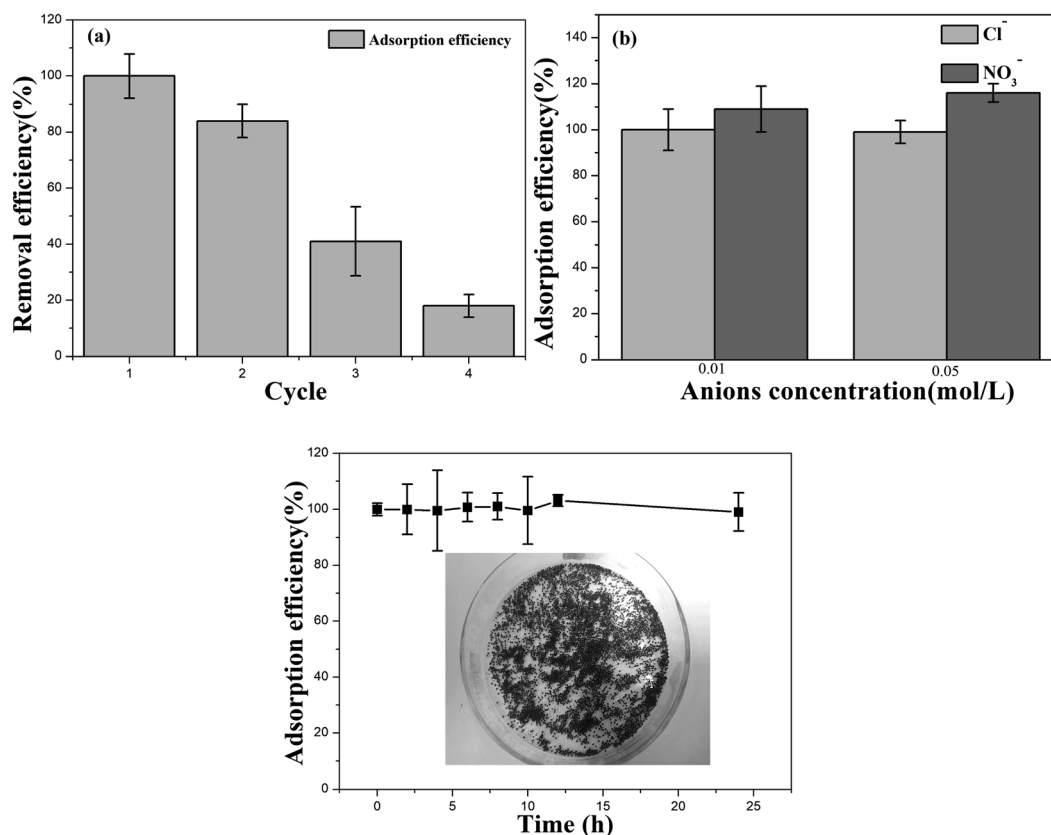 (a)
Adsorption efficiency
Removal efficiency(%)
120
100
80
60
40
20
0
1 2 3 4
Cycle
(b)
Cl⁻
NO₃⁻
Adsorption efficiency(%)
140
120
100
80
60
40
20
0
0.01 0.05
Anions concentration(mol/L)
Adsorption efficiency(%)
120
100
80
60
40
20
0
0 5 10 15 20 25
Time (h)